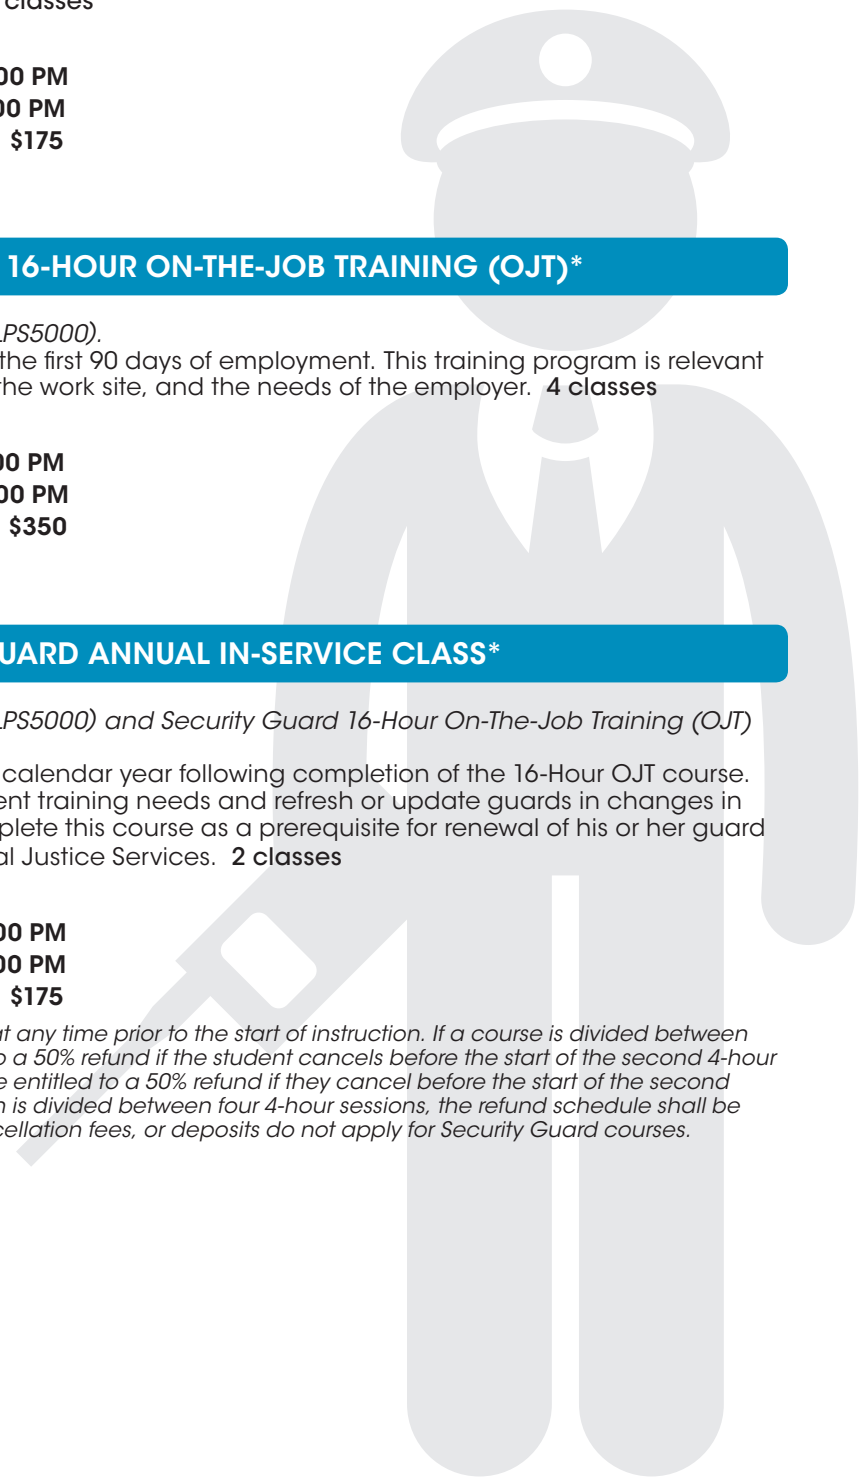 classes
00 PM
00 PM
$175
16-HOUR ON-THE-JOB TRAINING (OJT)*
LPS5000).
the first 90 days of employment. This training program is relevant
the work site, and the needs of the employer. 4 classes
00 PM
00 PM
$350
UARD ANNUAL IN-SERVICE CLASS*
LPS5000) and Security Guard 16-Hour On-The-Job Training (OJT)
calendar year following completion of the 16-Hour OJT course.
ent training needs and refresh or update guards in changes in
plete this course as a prerequisite for renewal of his or her guard
al Justice Services. 2 classes
00 PM
00 PM
$175
at any time prior to the start of instruction. If a course is divided between
o a 50% refund if the student cancels before the start of the second 4-hour
e entitled to a 50% refund if they cancel before the start of the second
n is divided between four 4-hour sessions, the refund schedule shall be
cellation fees, or deposits do not apply for Security Guard courses.